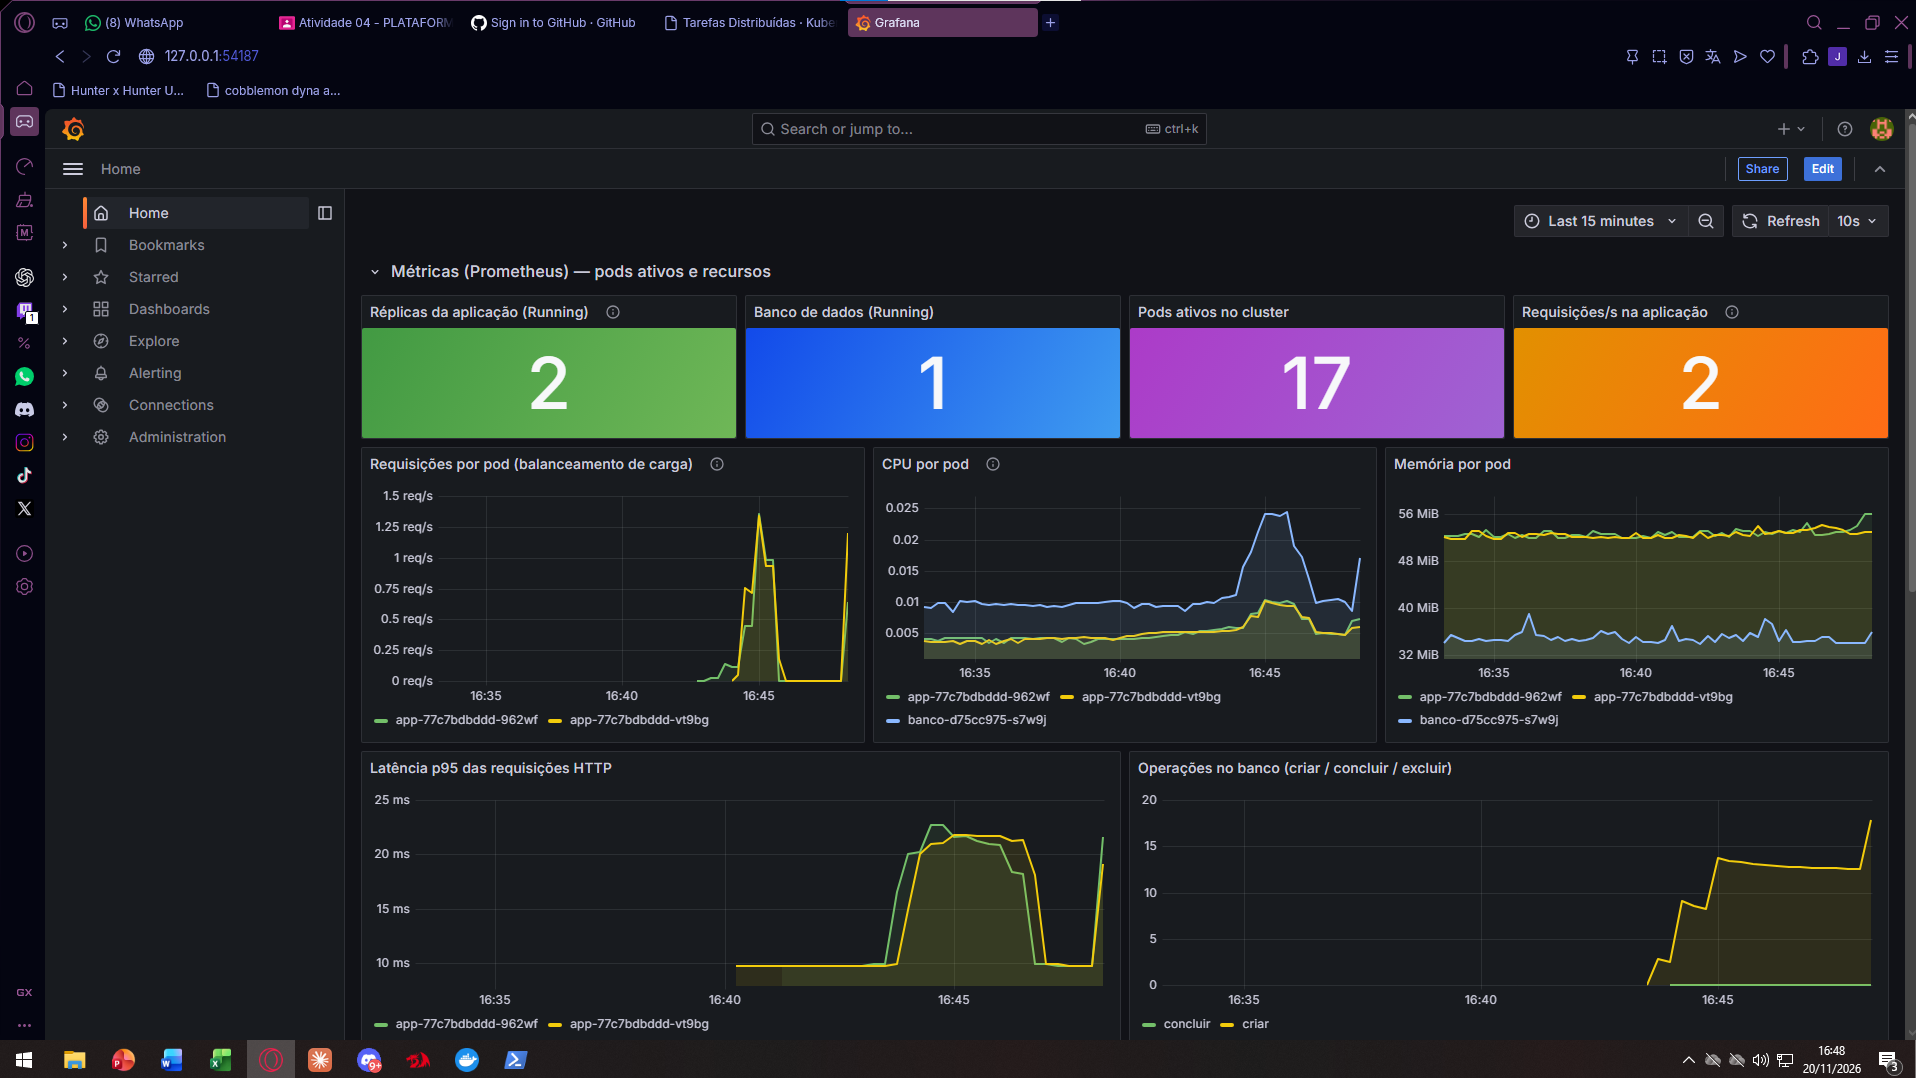 (8) WhatsApp
Atividade 04 - PLATAFORM
Sign in to GitHub · GitHub
Tarefas Distribuídas · Kube
Grafana
127.0.0.1:54187
J
Hunter x Hunter U...
cobblemon dyna a...
Search or jump to...
ctrl+k
Home
Share
Edit
Home
Bookmarks
Starred
Dashboards
Explore
Alerting
Connections
Administration
1
GX
Last 15 minutes
Refresh
10s
Métricas (Prometheus) — pods ativos e recursos
Réplicas da aplicação (Running)
2
Banco de dados (Running)
1
Pods ativos no cluster
17
Requisições/s na aplicação
2
Requisições por pod (balanceamento de carga)
1.5 req/s
1.25 req/s
1 req/s
0.75 req/s
0.5 req/s
0.25 req/s
0 req/s
16:35 16:40 16:45
app-77c7bdbddd-962wf app-77c7bdbddd-vt9bg
CPU por pod
0.025
0.02
0.015
0.01
0.005
16:35 16:40 16:45
app-77c7bdbddd-962wf app-77c7bdbddd-vt9bg
banco-d75cc975-s7w9j
Memória por pod
56 MiB
48 MiB
40 MiB
32 MiB
16:35 16:40 16:45
app-77c7bdbddd-962wf app-77c7bdbddd-vt9bg
banco-d75cc975-s7w9j
Latência p95 das requisições HTTP
25 ms
20 ms
15 ms
10 ms
16:35 16:40 16:45
app-77c7bdbddd-962wf app-77c7bdbddd-vt9bg
Operações no banco (criar / concluir / excluir)
20
15
10
5
0
16:35 16:40 16:45
concluir criar
9+
16:48
20/11/2026
3